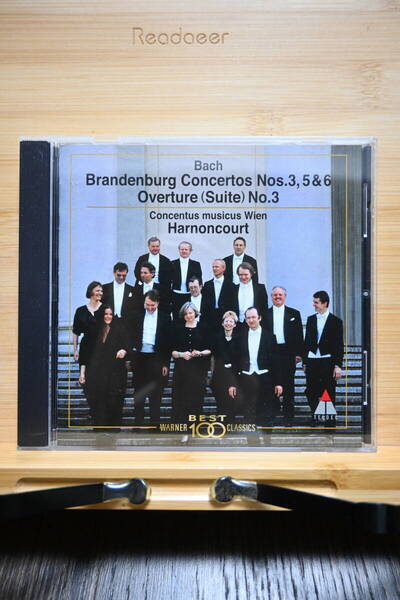 Readaeer
Bach
Brandenburg Concertos Nos.3, 5 & 6
Overture (Suite) No.3
Concentus musicus Wien
Harnoncourt
BEST
WARNER 100 CLASSICS
TELDEC